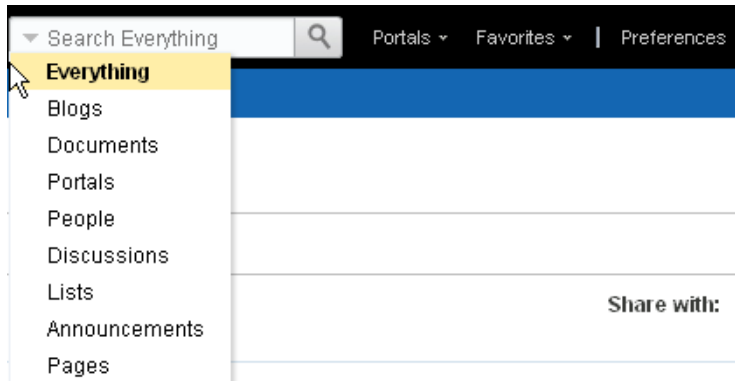 Search Everything Portals Favorites | Preferences
Everything
Blogs
Documents
Portals
People
Discussions
Lists
Share with:
Announcements
Pages